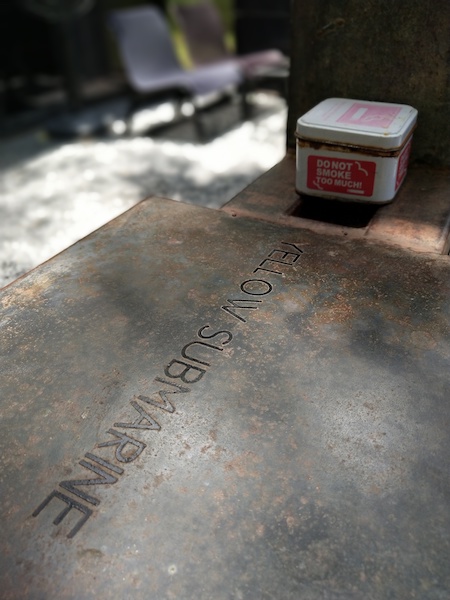 DO NOT
SMOKE
TOO MUCH!
YELLOW SUBMARINE